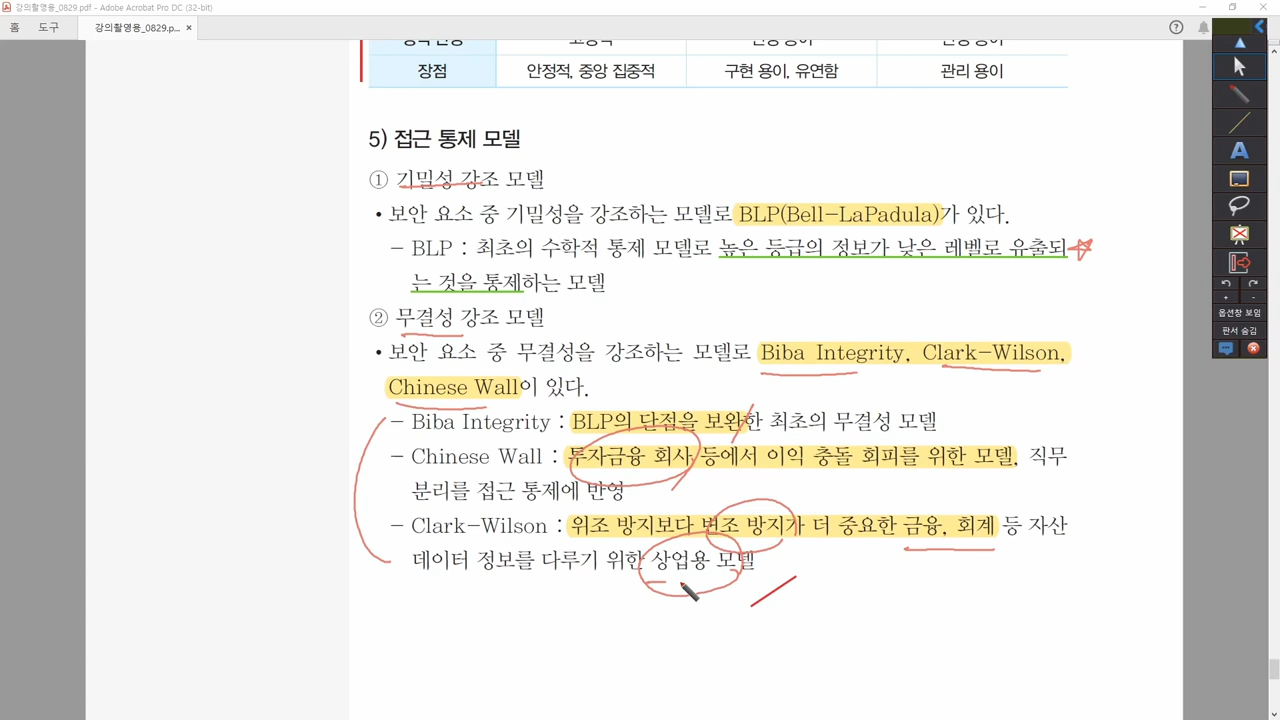 강의촬영용_0829.pdf - Adobe Acrobat Pro DC (32-bit)
홈 도구 강의촬영용_0829.p... ×
장점 안정적, 중앙 집중적 구현 용이, 유연함 관리 용이
5) 접근 통제 모델
① 기밀성 강조 모델
• 보안 요소 중 기밀성을 강조하는 모델로 BLP(Bell-LaPadula)가 있다.
- BLP : 최초의 수학적 통제 모델로 높은 등급의 정보가 낮은 레벨로 유출되
는 것을 통제하는 모델
② 무결성 강조 모델
• 보안 요소 중 무결성을 강조하는 모델로 Biba Integrity, Clark-Wilson,
Chinese Wall이 있다.
- Biba Integrity : BLP의 단점을 보완한 최초의 무결성 모델
- Chinese Wall : 투자금융 회사 등에서 이익 충돌 회피를 위한 모델, 직무
분리를 접근 통제에 반영
- Clark-Wilson : 위조 방지보다 변조 방지가 더 중요한 금융, 회계 등 자산
데이터 정보를 다루기 위한 상업용 모델
옵션창 보임
판서 숨김